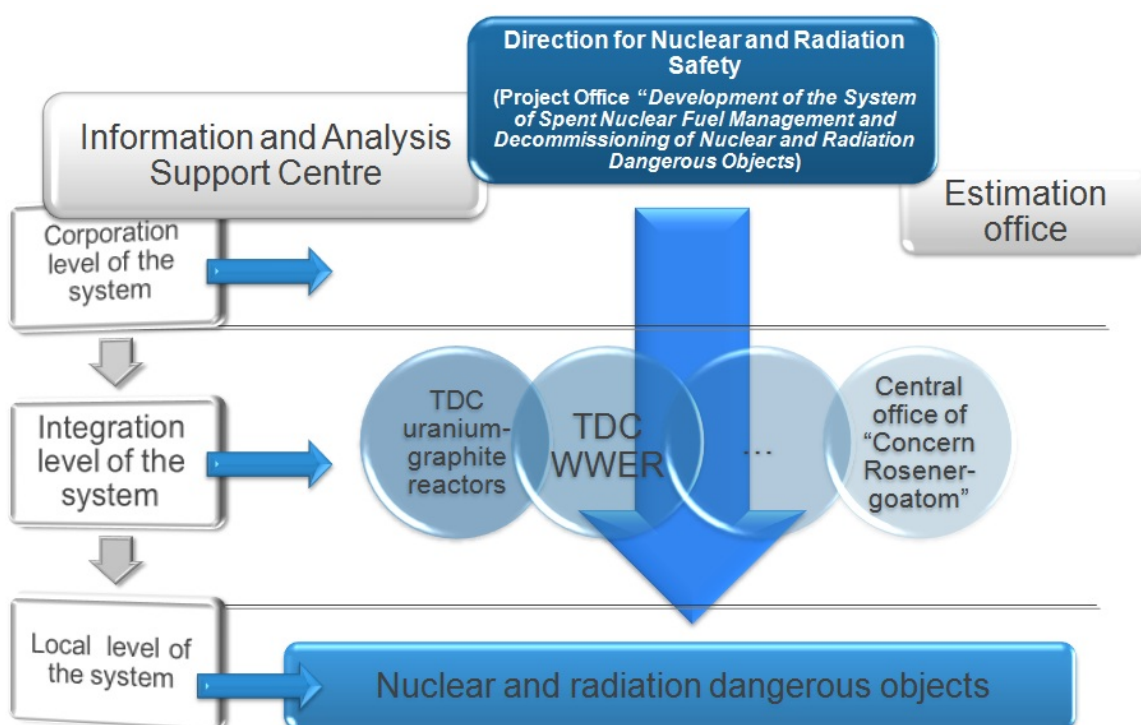 Direction for Nuclear and Radiation
Safety
(Project Office “Development of the System
of Spent Nuclear Fuel Management and
Decommissioning of Nuclear and Radiation
Dangerous Objects)
Information and Analysis
Support Centre
Estimation
office
Corporation
level of the
system
Integration
level of the
system
TDC
uranium-
graphite
reactors
TDC
WWER
...
Central
office of
“Concern
Rosener-
goatom”
Local level of
the system
Nuclear and radiation dangerous objects